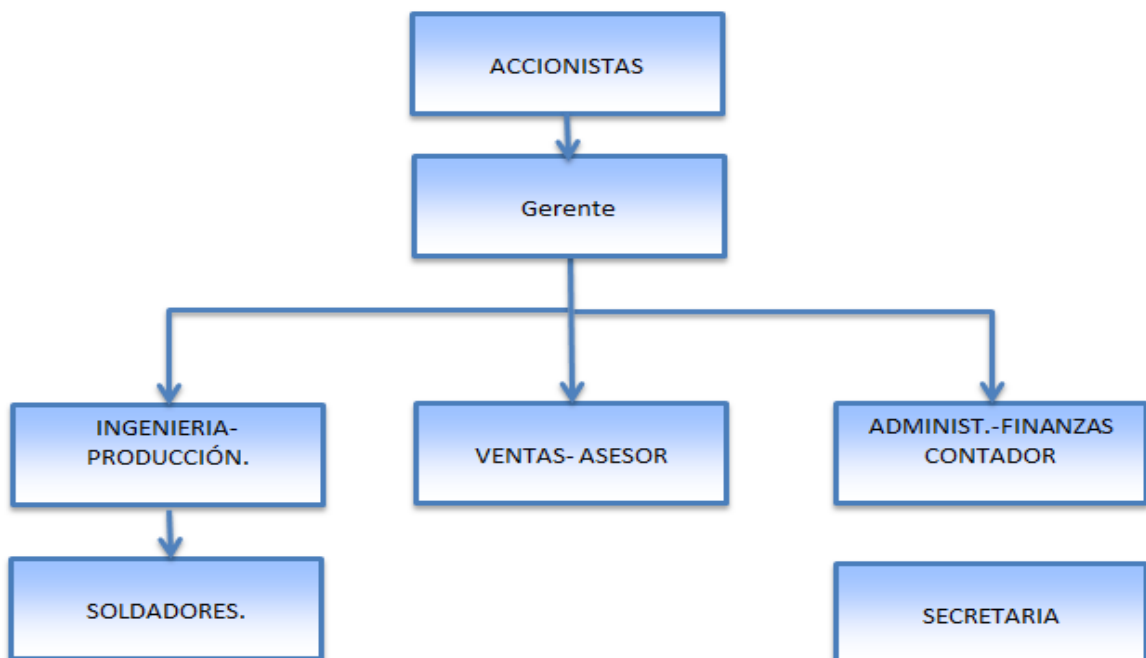 ACCIONISTAS
Gerente
INGENIERIA-
PRODUCCIÓN.
VENTAS- ASESOR
ADMINIST.-FINANZAS
CONTADOR
SOLDADORES.
SECRETARIA